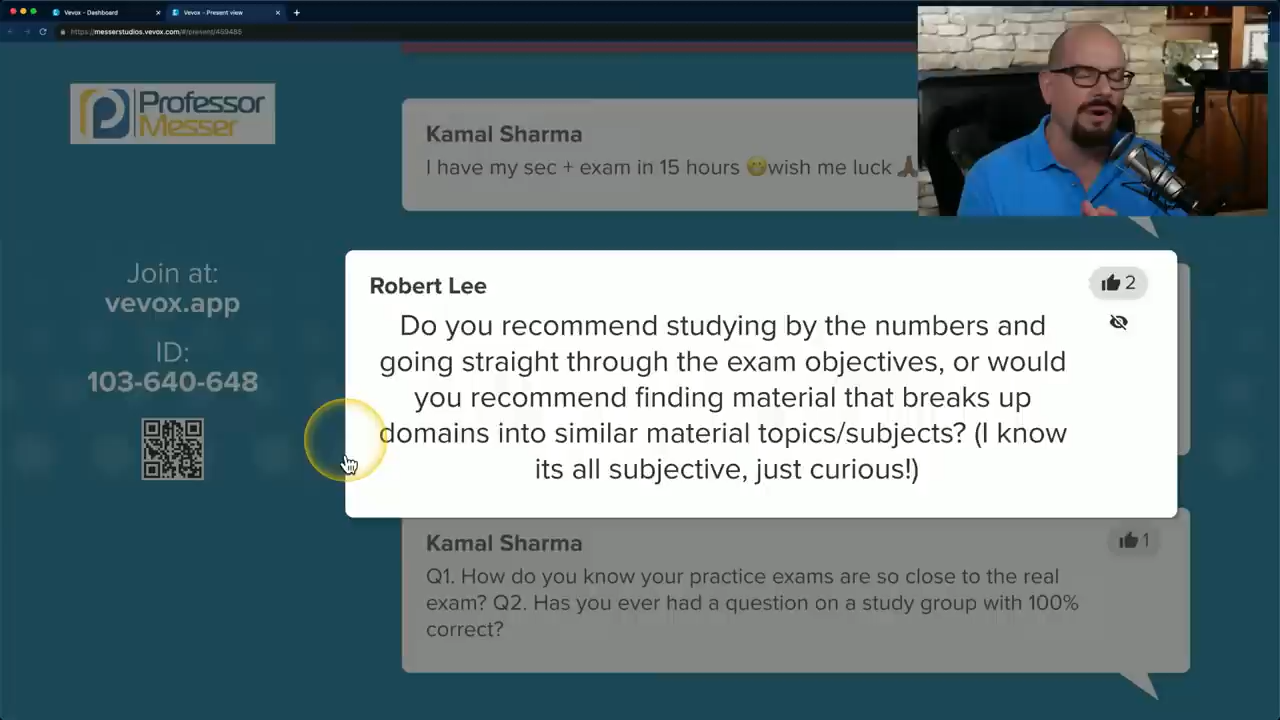 Vevox - Dashboard
Vevox - Present view
https://messerstudios.vevox.com/#/present/459488
Professor
Messer
Kamal Sharma
I have my sec + exam in 15 hours 😬wish me luck 🙏🏽
Join at:
vevox.app
ID:
103-640-648
Robert Lee
2
Do you recommend studying by the numbers and
going straight through the exam objectives, or would
you recommend finding material that breaks up
domains into similar material topics/subjects? (I know
its all subjective, just curious!)
Kamal Sharma
1
Q1. How do you know your practice exams are so close to the real
exam? Q2. Has you ever had a question on a study group with 100%
correct?